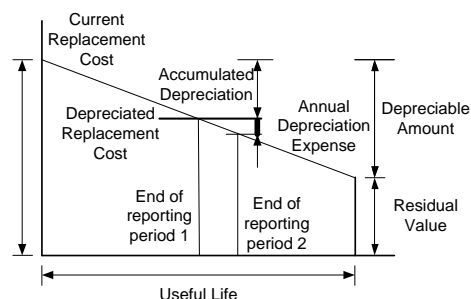 Current
Replacement
Cost
Accumulated
Depreciation
Depreciated
Replacement
Cost
Annual
Depreciation
Expense
Depreciable
Amount
End of
reporting
period 1
End of
reporting
period 2
Residual
Value
Useful Life